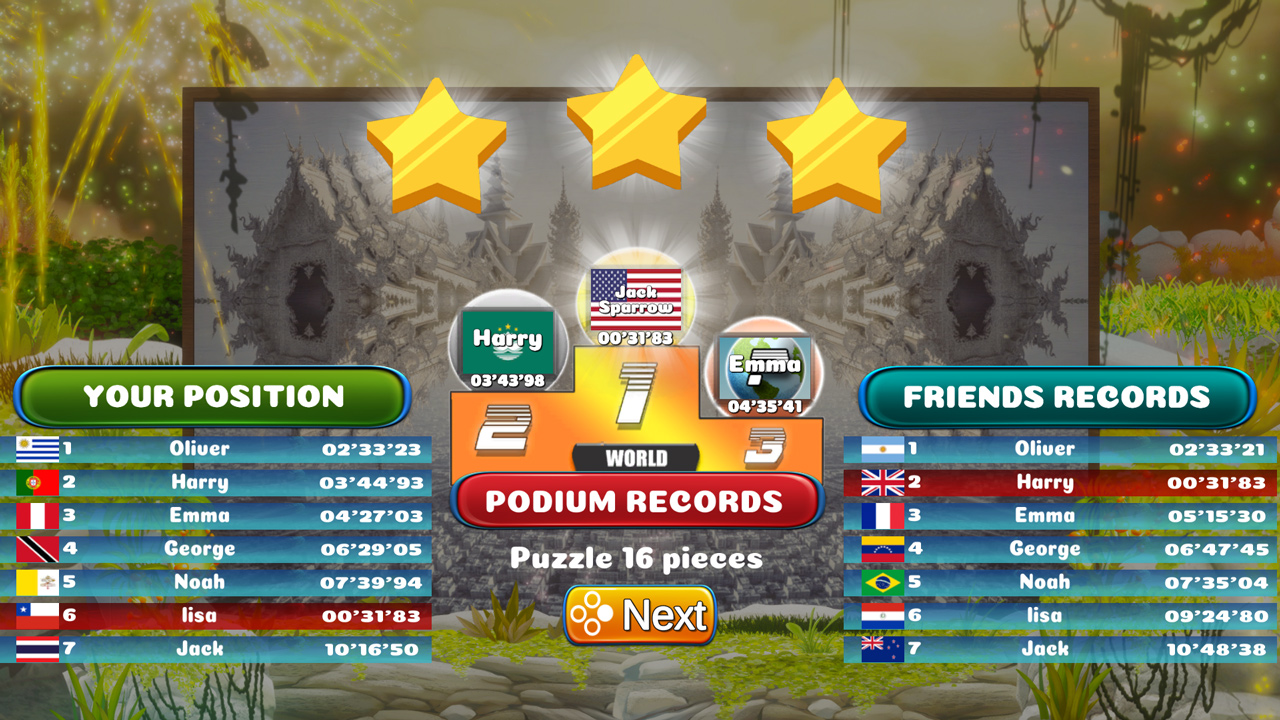 Jack
Sparrow
00'31'83
Harry
03'43'98
Emma
04'35'41
1
2
3
WORLD
PODIUM RECORDS
Puzzle 16 pieces
Next
YOUR POSITION
1 Oliver 02'33'23
2 Harry 03'44'93
3 Emma 04'27'03
4 George 06'29'05
5 Noah 07'39'94
6 lisa 00'31'83
7 Jack 10'16'50
FRIENDS RECORDS
1 Oliver 02'33'21
2 Harry 00'31'83
3 Emma 05'15'30
4 George 06'47'45
5 Noah 07'35'04
6 lisa 09'24'80
7 Jack 10'48'38